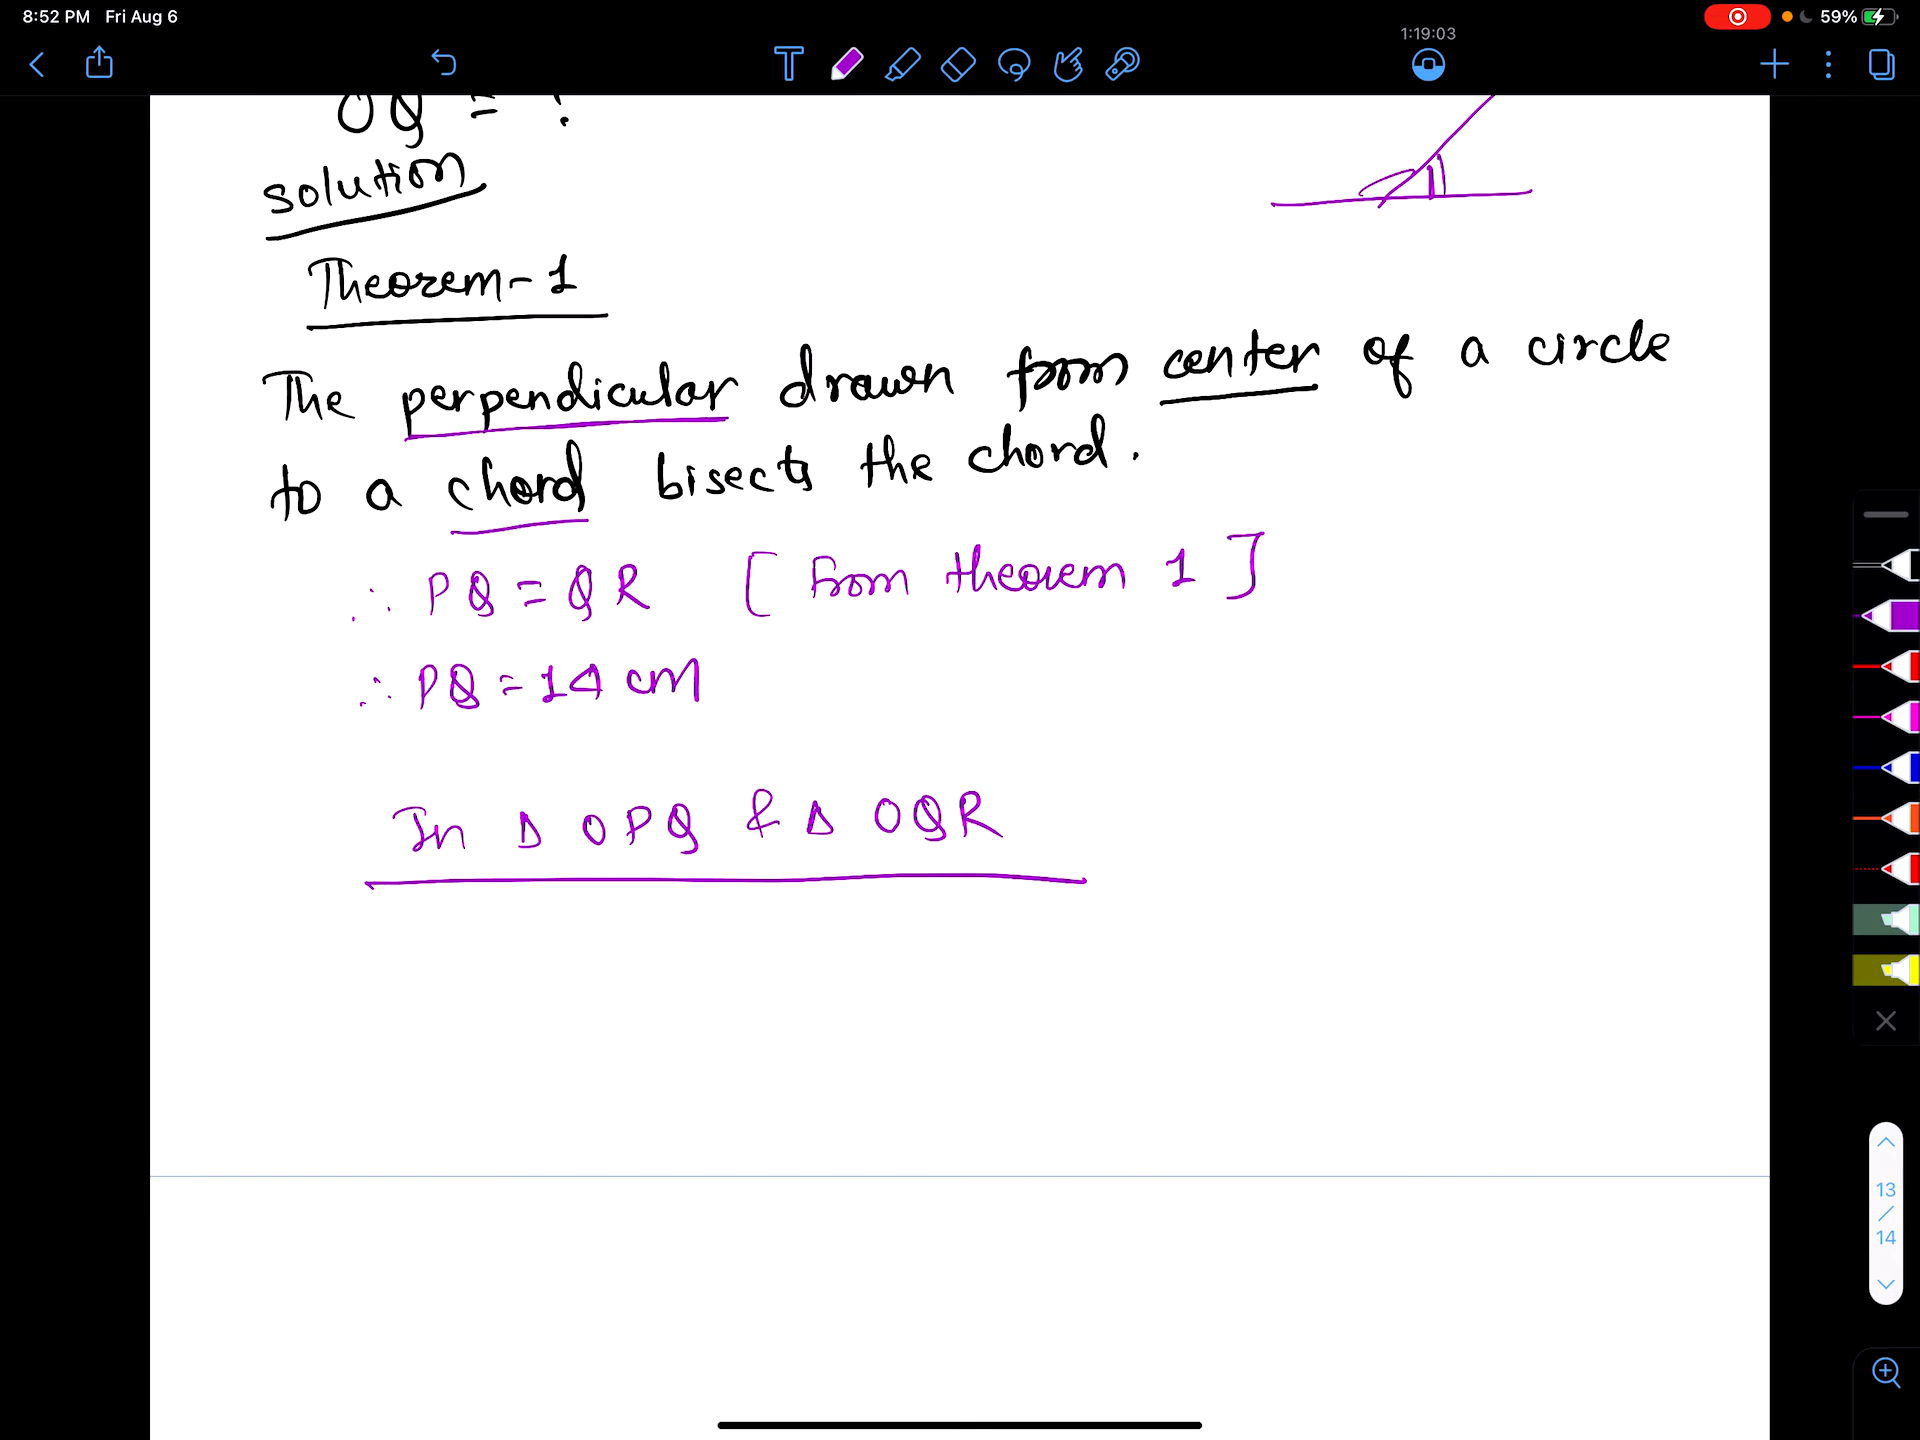 8:52 PM Fri Aug 6
59%
1:19:03
OQ = ?
Solution
Theorem-1
The perpendicular drawn from center of a circle
to a chord bisects the chord.
∴ PQ = QR [ From theorem 1 ]
∴ PQ = 14 cm
In Δ OPQ & Δ OQR
13
/
14